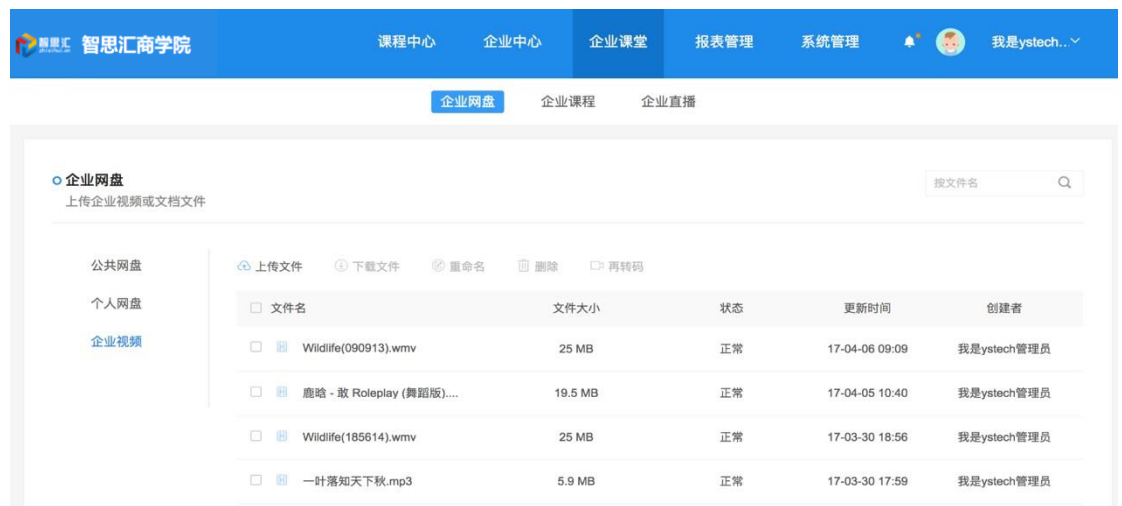 智思汇 智思汇商学院 课程中心 企业中心 企业课堂 报表管理 系统管理 我是ystech..
企业网盘 企业课程 企业直播
企业网盘 按文件名
上传企业视频或文档文件
公共网盘 上传文件 下载文件 重命名 删除 再转码
个人网盘 文件名 文件大小 状态 更新时间 创建者
企业视频 Wildlife(090913).wmv 25 MB 正常 17-04-06 09:09 我是ystech管理员
鹿晗 - 敢 Roleplay (舞蹈版).... 19.5 MB 正常 17-04-05 10:40 我是ystech管理员
Wildlife(185614).wmv 25 MB 正常 17-03-30 18:56 我是ystech管理员
一叶落知天下秋.mp3 5.9 MB 正常 17-03-30 17:59 我是ystech管理员